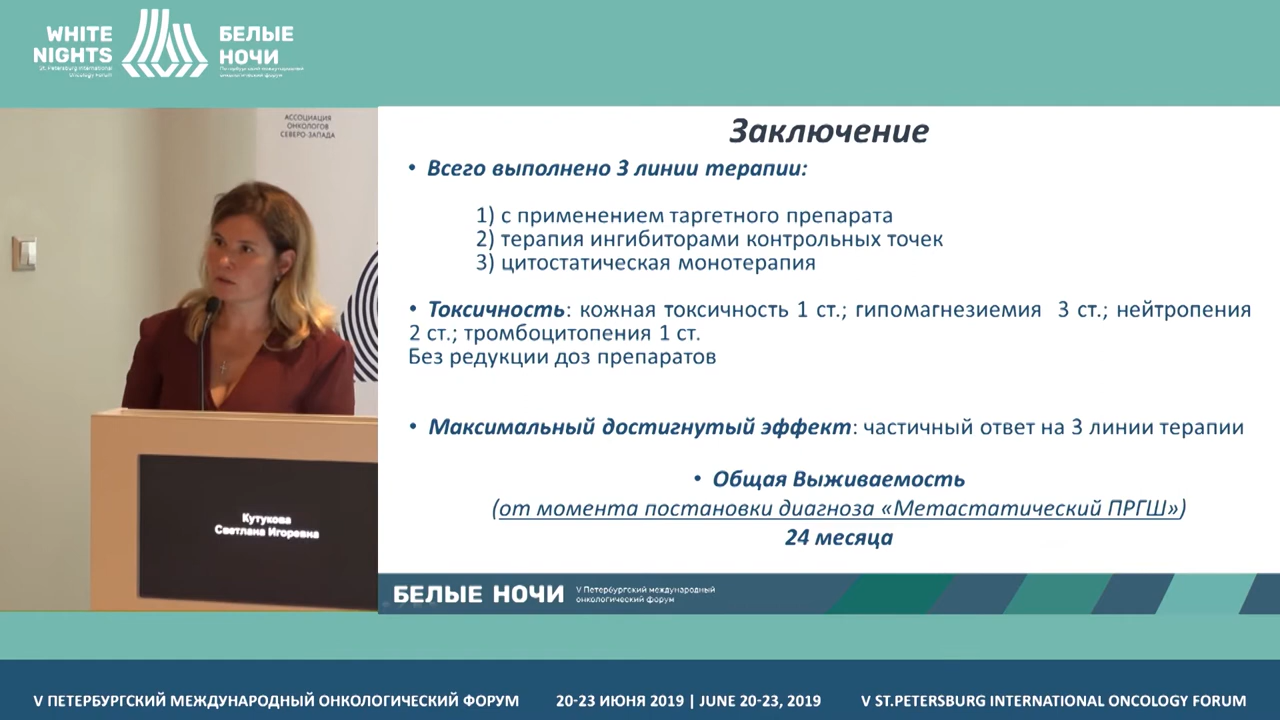 WHITE
NIGHTS
St. Petersburg International
Oncology Forum
БЕЛЫЕ
НОЧИ
Петербургский международный
онкологический форум
АССОЦИАЦИЯ
ОНКОЛОГОВ
СЕВЕРО-ЗАПАДА
Кутукова
Светлана Игоревна
Заключение
• Всего выполнено 3 линии терапии:
1) с применением таргетного препарата
2) терапия ингибиторами контрольных точек
3) цитостатическая монотерапия
• Токсичность: кожная токсичность 1 ст.; гипомагнезиемия 3 ст.; нейтропения
2 ст.; тромбоцитопения 1 ст.
Без редукции доз препаратов
• Максимальный достигнутый эффект: частичный ответ на 3 линии терапии
• Общая Выживаемость
(от момента постановки диагноза «Метастатический ПРГШ»)
24 месяца
БЕЛЫЕ НОЧИ
V Петербургский международный
онкологический форум
V ПЕТЕРБУРГСКИЙ МЕЖДУНАРОДНЫЙ ОНКОЛОГИЧЕСКИЙ ФОРУМ
20-23 ИЮНЯ 2019 | JUNE 20-23, 2019
V ST.PETERSBURG INTERNATIONAL ONCOLOGY FORUM